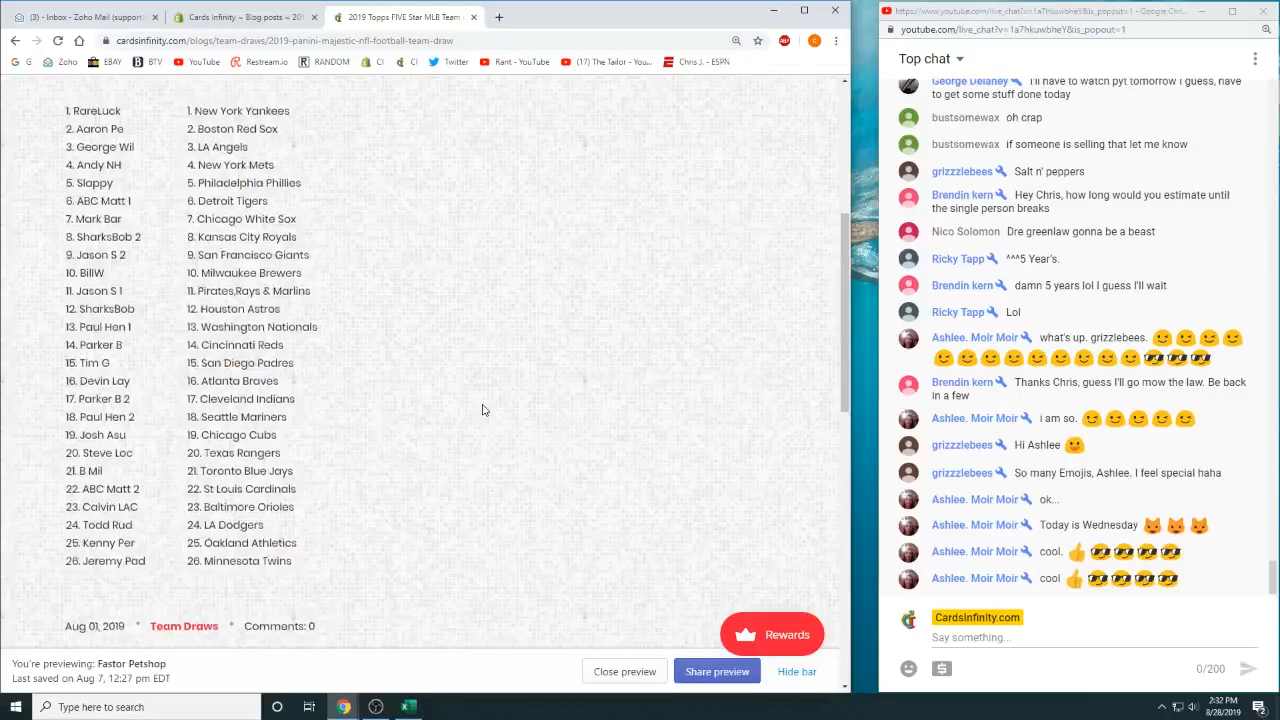 (3) - Inbox - Zoho Mail (support
Cards Infinity ~ Blog posts ~ 20
2019 Topps FIVE Star MLB Team
cardsinfinity.com/blogs/team-draws/2019-panini-majestic-nfl-football-team-draw
G
Zoho
EBAY
BTV
YouTube
Restream.io
RANDOM
CI
CI
Twitter
Rant - YouTube
(17) The Tailor - You...
Chris J. - ESPN
1. RareLuck 1. New York Yankees
2. Aaron Pe 2. Boston Red Sox
3. George Wil 3. LA Angels
4. Andy NH 4. New York Mets
5. Slappy 5. Philadelphia Phillies
6. ABC Matt 1 6. Detroit Tigers
7. Mark Bar 7. Chicago White Sox
8. SharksBob 2 8. Kansas City Royals
9. Jason S 2 9. San Francisco Giants
10. BillW 10. Milwaukee Brewers
11. Jason S 1 11. Pirates,Rays & Marlins
12. SharksBob 12. Houston Astros
13. Paul Hen 1 13. Washington Nationals
14. Parker B 14. Cincinnati Reds
15. Tim G 15. San Diego Padres
16. Devin Lay 16. Atlanta Braves
17. Parker B 2 17. Cleveland Indians
18. Paul Hen 2 18. Seattle Mariners
19. Josh Asu 19. Chicago Cubs
20. Steve Loc 20. Texas Rangers
21. B Mil 21. Toronto Blue Jays
22. ABC Matt 2 22. St Louis Cardinals
23. Calvin LAC 23. Baltimore Orioles
24. Todd Rud 24. LA Dodgers
25. Kenny Per 25. Oakland Athletics
26. Jeremy Pad 26. Minnesota Twins
Aug 01, 2019 * Team Draws Comments: 0
Rewards
You're previewing: Fastor Petshop
Last saved on
27 pm EDT
Close preview
Share preview
Hide bar
https://www.youtube.com/live_chat?v=1a7hkuwbheY&is_popout=1 - Google Chr...
youtube.com/live_chat?v=1a7hkuwbheY&is_popout=1
Top chat
George Delaney I'll have to watch pyt tomorrow I guess, have
to get some stuff done today
bustsomewax oh crap
bustsomewax if someone is selling that let me know
grizzzlebees Salt n' peppers
Brendin kern Hey Chris, how long would you estimate until
the single person breaks
Nico Solomon Dre greenlaw gonna be a beast
Ricky Tapp ^^^5 Year's.
Brendin kern damn 5 years lol I guess I'll wait
Ricky Tapp Lol
Ashlee. Moir Moir what's up. grizzlebees. 😉😉😉😉
😉😉😉😉😉😉😉😉😉😎😎😎
Brendin kern Thanks Chris, guess I'll go mow the law. Be back
in a few
Ashlee. Moir Moir i am so. 😉😉😉😉😉
grizzzlebees Hi Ashlee 😃
grizzzlebees So many Emojis, Ashlee. I feel special haha
Ashlee. Moir Moir ok...
Ashlee. Moir Moir Today is Wednesday 😼😼😼
Ashlee. Moir Moir cool. 👍😎😎😎😎
Ashlee. Moir Moir cool 👍😎😎😎😎
CardsInfinity.com
Say something...
0/200
Type here to search
2:32 PM
8/28/2019